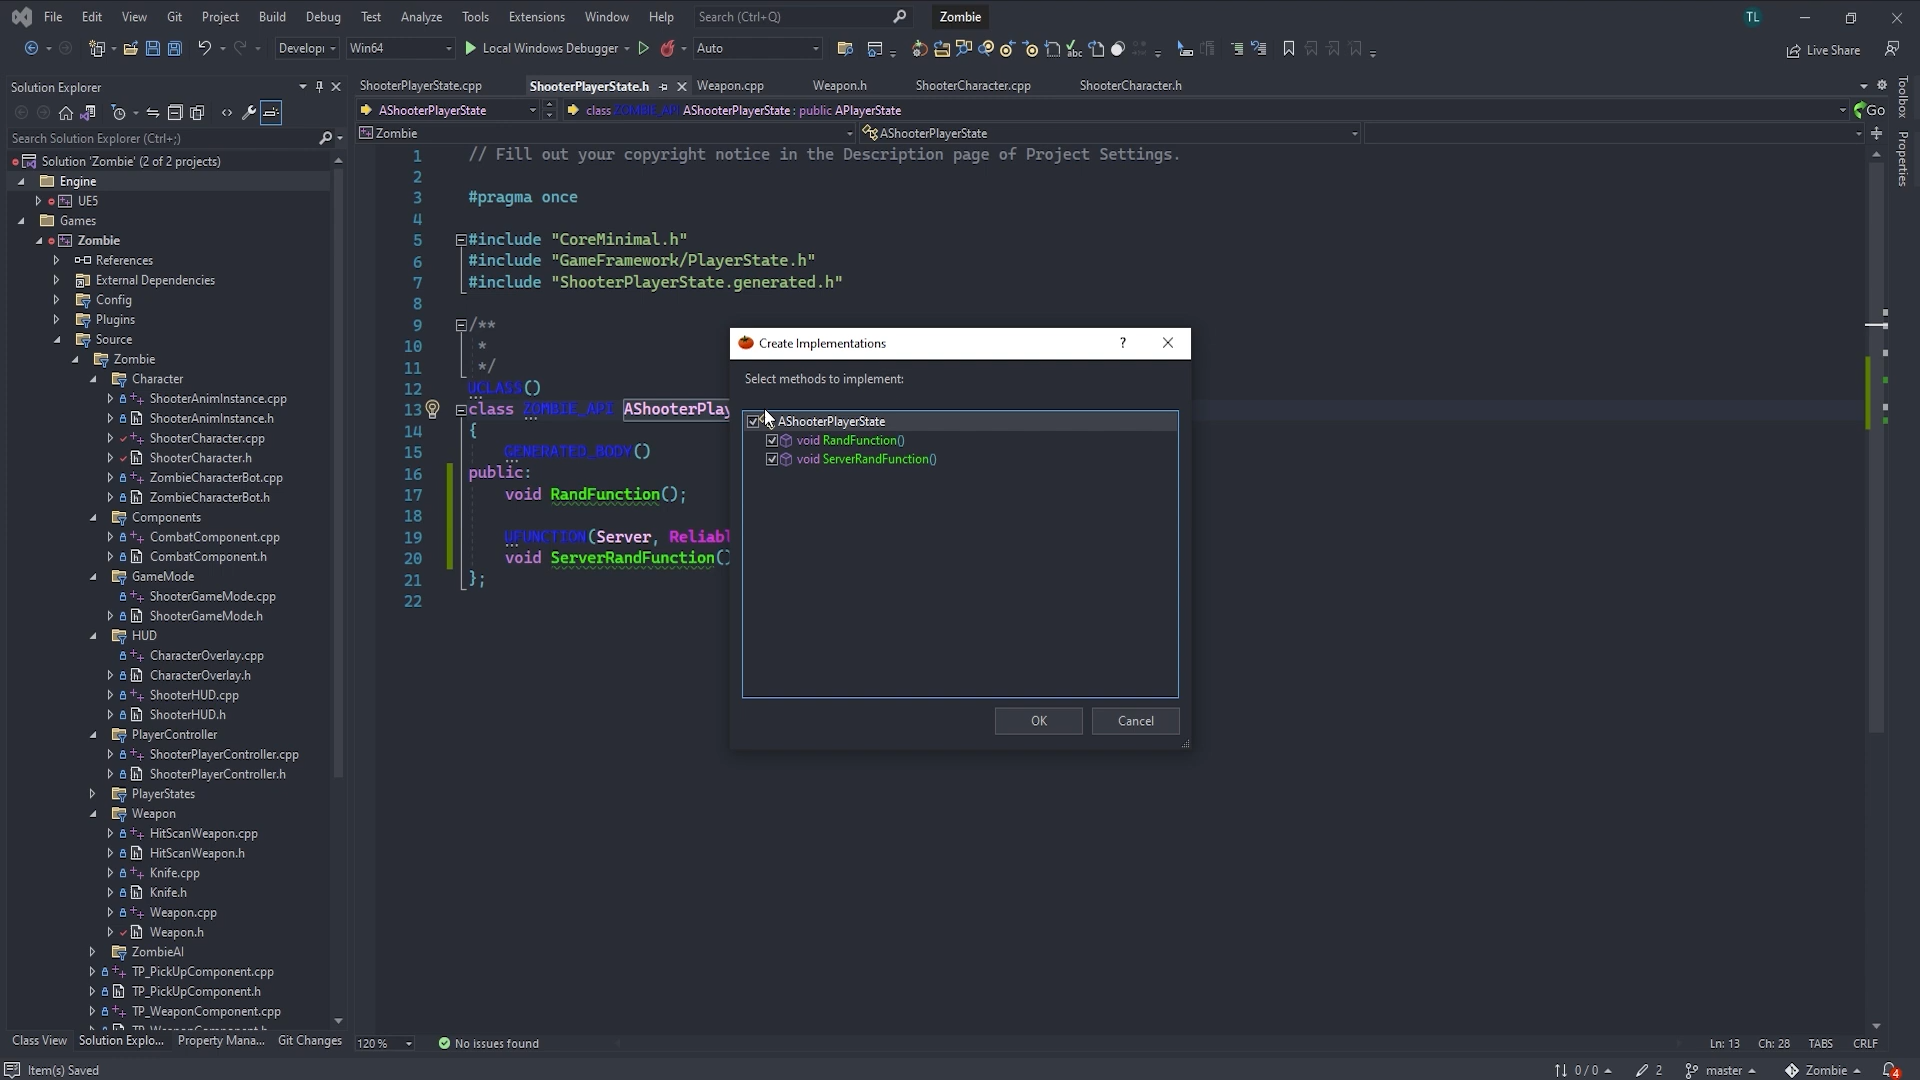 File Edit View Git Project Build Debug Test Analyze Tools Extensions Window Help Search (Ctrl+Q) Zombie TL
Develop Win64 Local Windows Debugger Auto Live Share
Solution Explorer
Search Solution Explorer (Ctrl+;)
Solution 'Zombie' (2 of 2 projects)
Engine
UE5
Games
Zombie
References
External Dependencies
Config
Plugins
Source
Zombie
Character
ShooterAnimInstance.cpp
ShooterAnimInstance.h
ShooterCharacter.cpp
ShooterCharacter.h
ZombieCharacterBot.cpp
ZombieCharacterBot.h
Components
CombatComponent.cpp
CombatComponent.h
GameMode
ShooterGameMode.cpp
ShooterGameMode.h
HUD
CharacterOverlay.cpp
CharacterOverlay.h
ShooterHUD.cpp
ShooterHUD.h
PlayerController
ShooterPlayerController.cpp
ShooterPlayerController.h
PlayerStates
Weapon
HitScanWeapon.cpp
HitScanWeapon.h
Knife.cpp
Knife.h
Weapon.cpp
Weapon.h
ZombieAI
TP_PickUpComponent.cpp
TP_PickUpComponent.h
TP_WeaponComponent.cpp
TP_WeaponComponent.h
Class View Solution Explo... Property Mana... Git Changes
ShooterPlayerState.cpp ShooterPlayerState.h Weapon.cpp Weapon.h ShooterCharacter.cpp ShooterCharacter.h
AShooterPlayerState class ZOMBIE_API AShooterPlayerState : public APlayerState Go
Zombie AShooterPlayerState
1 // Fill out your copyright notice in the Description page of Project Settings.
2
3 #pragma once
4
5 #include "CoreMinimal.h"
6 #include "GameFramework/PlayerState.h"
7 #include "ShooterPlayerState.generated.h"
8
9 /**
10 *
11 */
12 UCLASS()
13 class ZOMBIE_API AShooterPlay
14 {
15 GENERATED_BODY()
16 public:
17 void RandFunction();
18
19 UFUNCTION(Server, Reliabl
20 void ServerRandFunction()
21 };
22
Create Implementations ?
Select methods to implement:
AShooterPlayerState
void RandFunction()
void ServerRandFunction()
OK Cancel
Toolbox
Properties
120 % No issues found Ln: 13 Ch: 28 TABS CRLF
Item(s) Saved 0 / 0 2 master Zombie 4